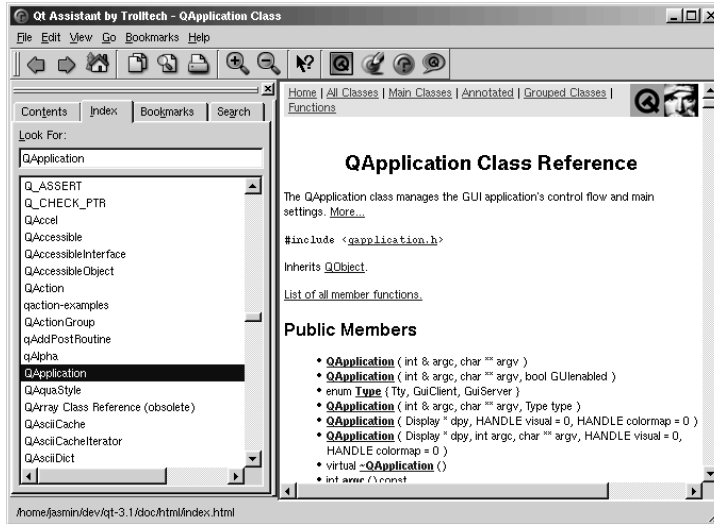 Qt Assistant by Trolltech - QApplication Class
File Edit View Go Bookmarks Help
Contents Index Bookmarks Search
Look For:
QApplication
Q_ASSERT
Q_CHECK_PTR
QAccel
QAccessible
QAccessibleInterface
QAccessibleObject
QAction
qaction-examples
QActionGroup
qAddPostRoutine
qAlpha
QApplication
QAquaStyle
QArray Class Reference (obsolete)
QAsciiCache
QAsciiCacheIterator
QAsciiDict
Home | All Classes | Main Classes | Annotated | Grouped Classes |
Functions
QApplication Class Reference
The QApplication class manages the GUI application's control flow and main
settings. More...
#include <qapplication.h>
Inherits QObject.
List of all member functions.
Public Members
• QApplication ( int & argc, char ** argv )
• QApplication ( int & argc, char ** argv, bool GUIenabled )
• enum Type { Tty, GuiClient, GuiServer }
• QApplication ( int & argc, char ** argv, Type type )
• QApplication ( Display * dpy, HANDLE visual = 0, HANDLE colormap = 0 )
• QApplication ( Display * dpy, int argc, char ** argv, HANDLE visual = 0,
HANDLE colormap = 0 )
• virtual ~QApplication ()
• int argc () const
/home/jasmin/dev/qt-3.1/doc/html/index.html